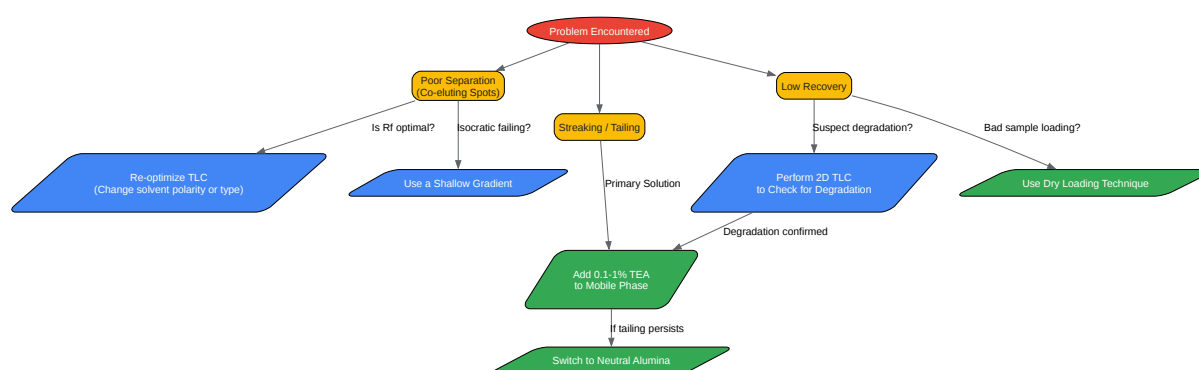 Problem Encountered
Poor Separation
(Co-eluting Spots)
Low Recovery
Is Rf optimal?
Isocratic failing?
Streaking / Tailing
Suspect degradation?
Bad sample loading?
Re-optimize TLC
(Change solvent polarity or type)
Use a Shallow Gradient
Primary Solution
Perform 2D TLC
to Check for Degradation
Use Dry Loading Technique
Degradation confirmed
Add 0.1-1% TEA
to Mobile Phase
If tailing persists
Switch to Neutral Alumina